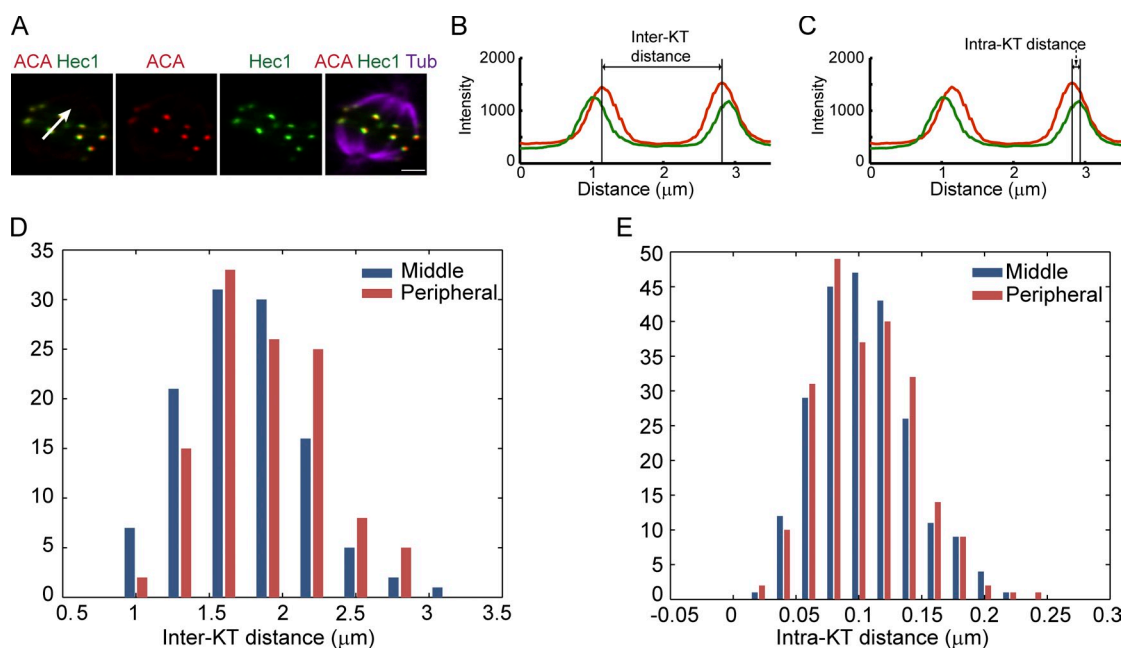 A
ACA Hec1
ACA
Hec1
ACA Hec1 Tub
B
Inter-KT
distance
Intensity
2000
1000
0
0
1
2
3
Distance (μm)
C
Intra-KT distance
Intensity
2000
1000
0
0
1
2
3
Distance (μm)
D
35
30
25
20
15
10
5
0
0.5
1
1.5
2
2.5
3
3.5
Middle
Peripheral
Inter-KT distance (μm)
E
50
45
40
35
30
25
20
15
10
5
0
-0.05
0
0.05
0.1
0.15
0.2
0.25
0.3
Middle
Peripheral
Intra-KT distance (μm)